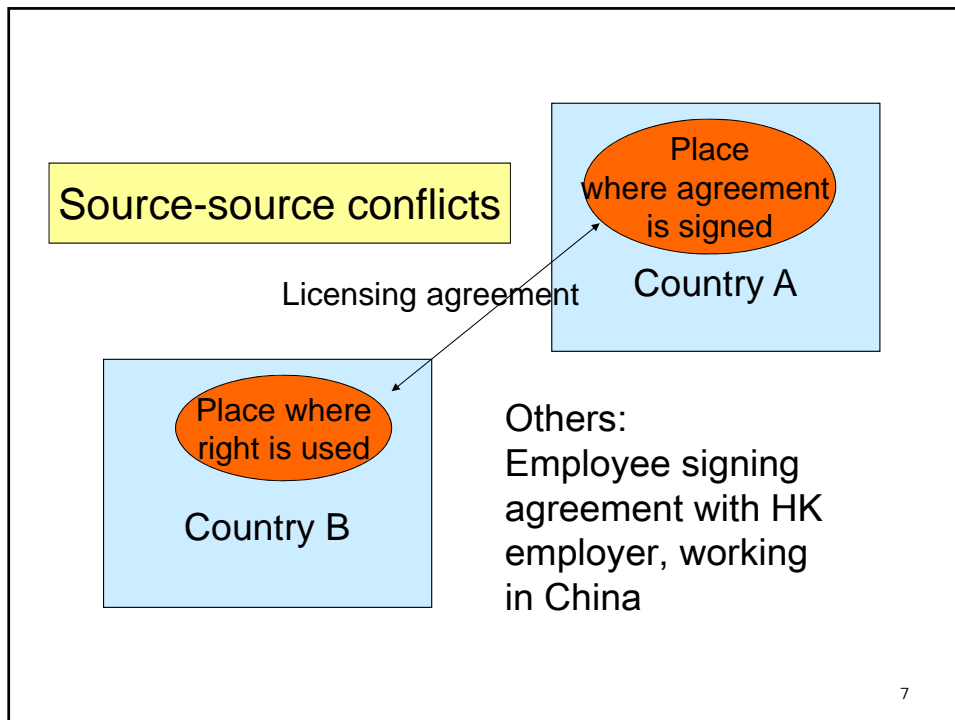 Source-source conflicts
Place
where agreement
is signed
Country A
Licensing agreement
Place where
right is used
Country B
Others:
Employee signing
agreement with HK
employer, working
in China
7